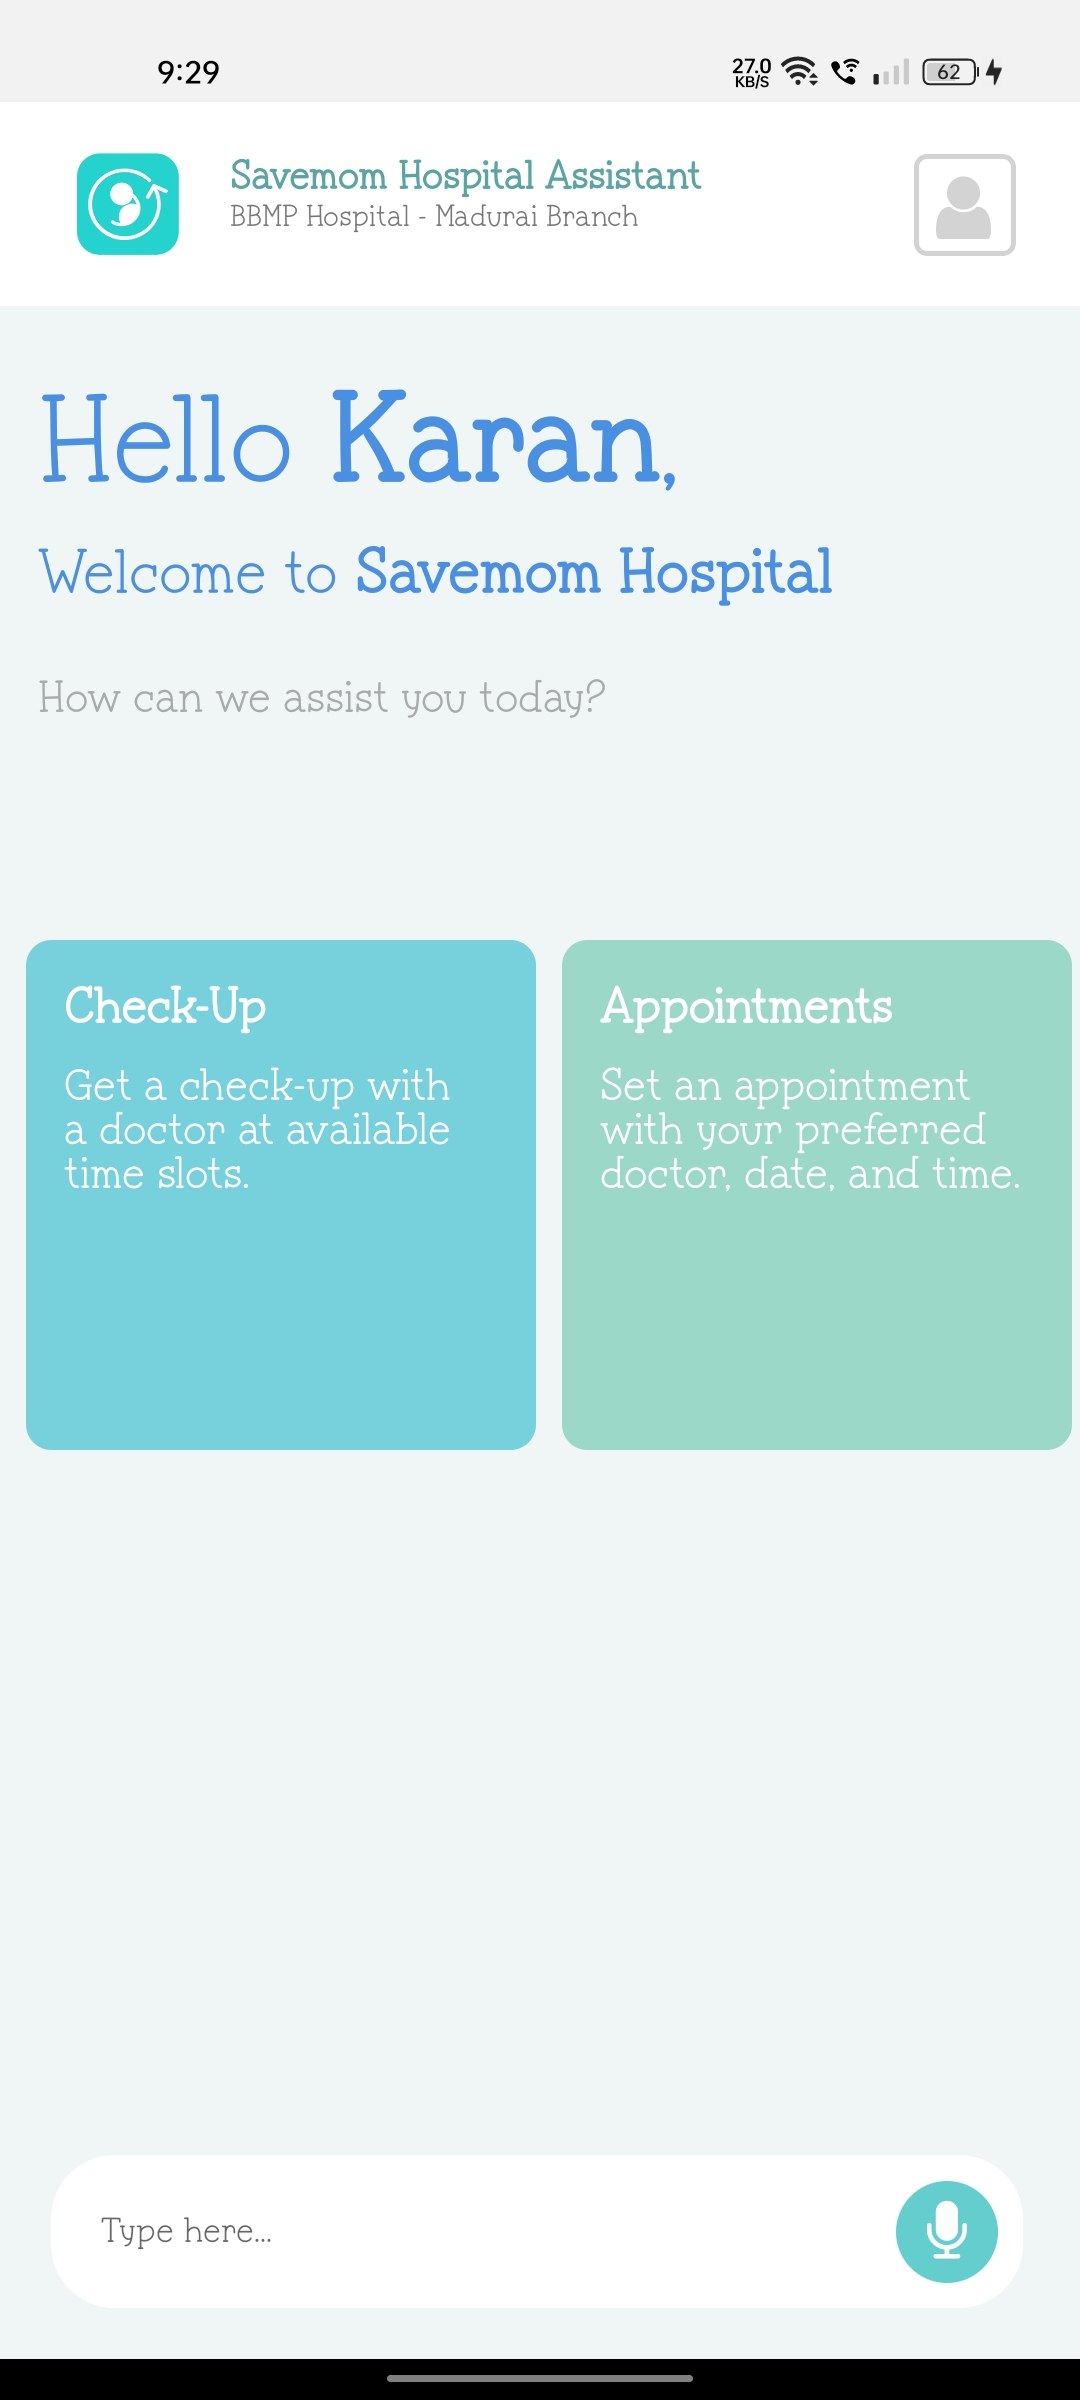 9:29
27.0
KB/S
62
Savemom Hospital Assistant
BBMP Hospital - Madurai Branch
Hello Karan,
Welcome to Savemom Hospital
How can we assist you today?
Check-Up
Get a check-up with
a doctor at available
time slots.
Appointments
Set an appointment
with your preferred
doctor, date, and time.
Type here...